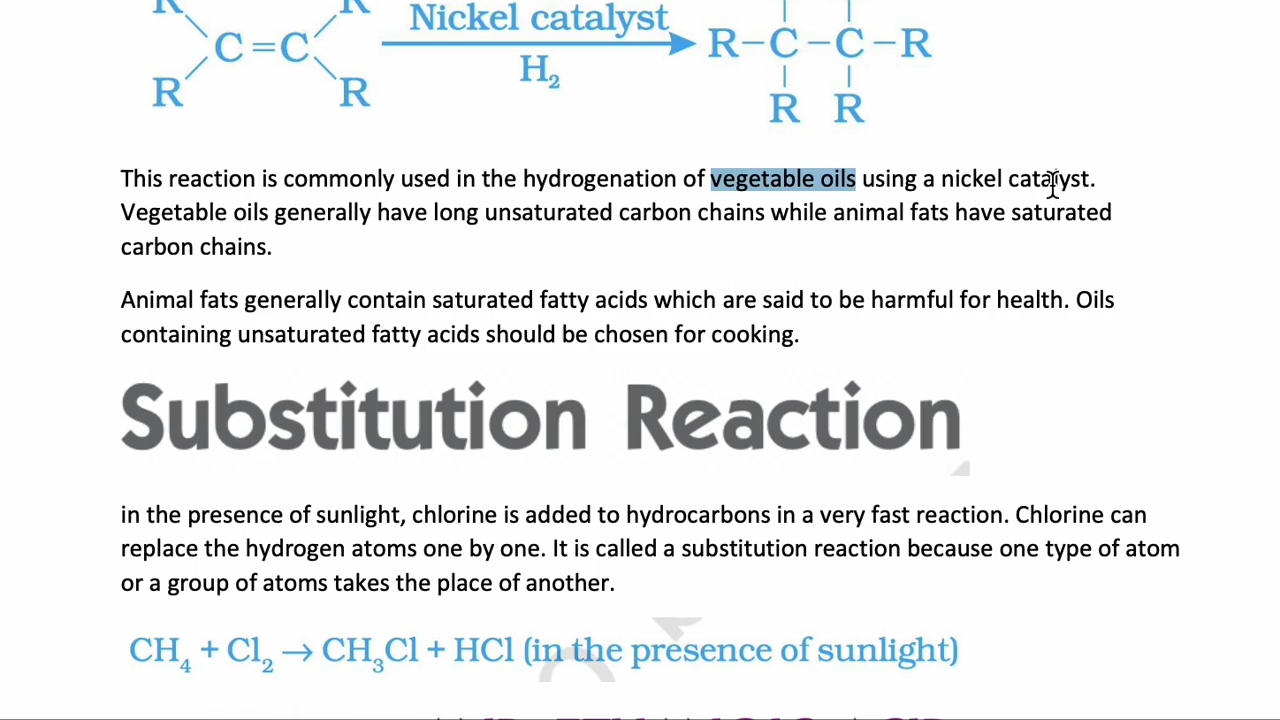 R R
Nickel catalyst
C=C R–C–C–R
H2
R R R R
This reaction is commonly used in the hydrogenation of vegetable oils using a nickel catalyst.
Vegetable oils generally have long unsaturated carbon chains while animal fats have saturated
carbon chains.
Animal fats generally contain saturated fatty acids which are said to be harmful for health. Oils
containing unsaturated fatty acids should be chosen for cooking.
Substitution Reaction
in the presence of sunlight, chlorine is added to hydrocarbons in a very fast reaction. Chlorine can
replace the hydrogen atoms one by one. It is called a substitution reaction because one type of atom
or a group of atoms takes the place of another.
CH4 + Cl2 → CH3Cl + HCl (in the presence of sunlight)